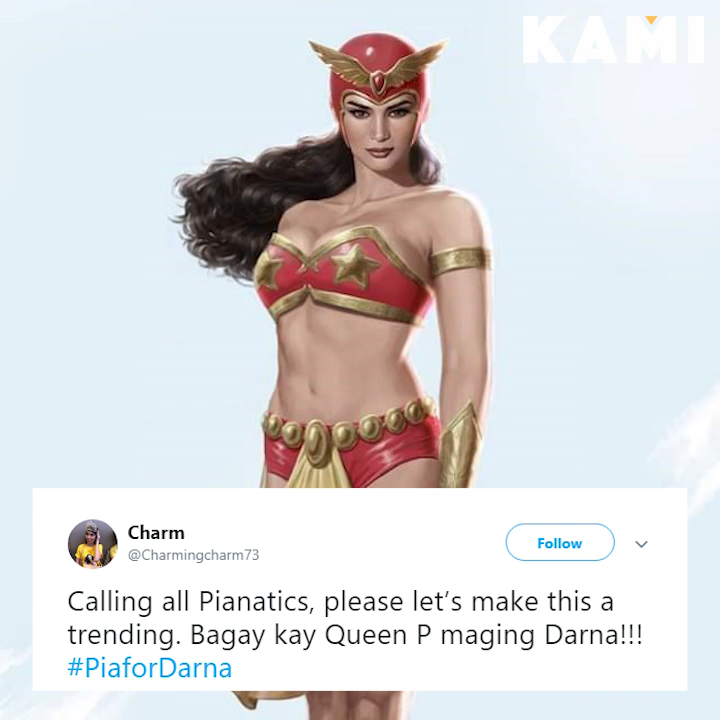 KAMI
Charm
@Charmingcharm73
Follow
Calling all Pianatics, please let's make this a
trending. Bagay kay Queen P maging Darna!!!
#PiaforDarna